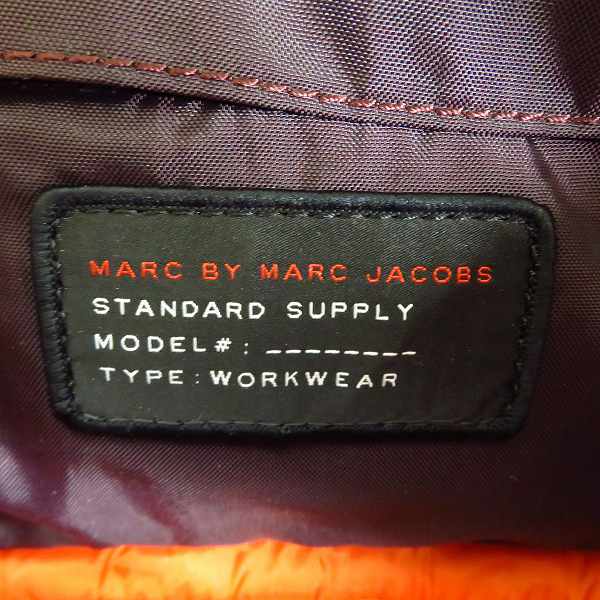 MARC BY MARC JACOBS
STANDARD SUPPLY
MODEL#: ________
TYPE: WORKWEAR